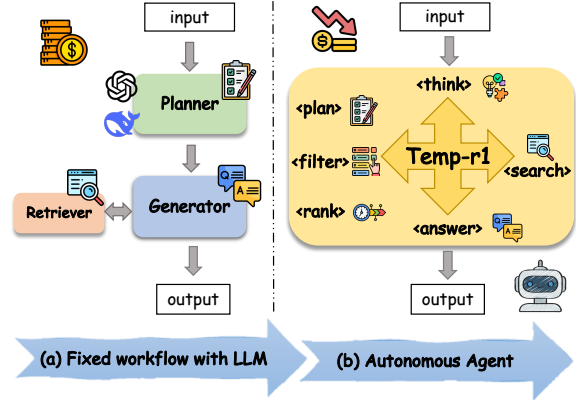 input
Planner
Retriever
Generator
Q
A
output
(a) Fixed workflow with LLM
input
<think>
<plan>
<filter>
Temp-r1
<search>
<rank>
<answer>
Q
A
output
(b) Autonomous Agent